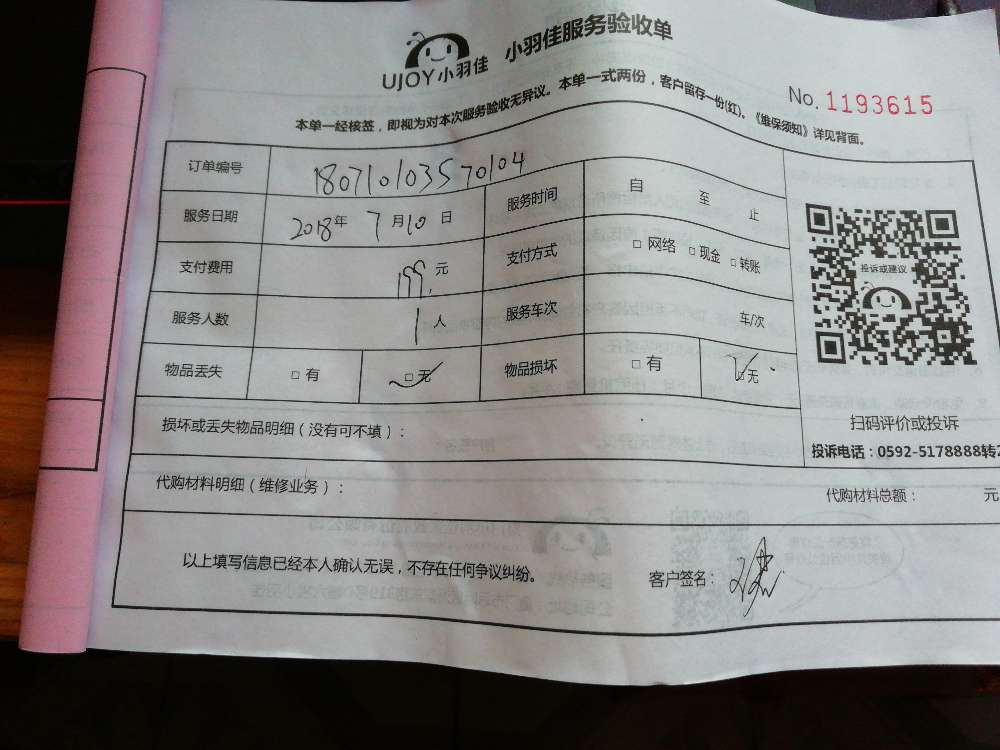 UJOY小羽佳 小羽佳服务验收单
No. 1193615
本单一经核签，即视为对本次服务验收无异议。本单一式两份，客户留存一份(红)。《维保须知》详见背面。
订单编号 180710103570104
服务日期 2018年 7月10日 服务时间 自 至 止
支付费用 199. 元 支付方式 □ 网络 □ 现金 □ 转账
服务人数 1 人 服务车次 车/次
物品丢失 □ 有 □ 无 物品损坏 □ 有 □ 无
投诉或建议
扫码评价或投诉
投诉电话：0592-5178888转2
损坏或丢失物品明细（没有可不填）：
代购材料明细（维修业务）： 代购材料总额： 元
以上填写信息已经本人确认无误，不存在任何争议纠纷。 客户签名：